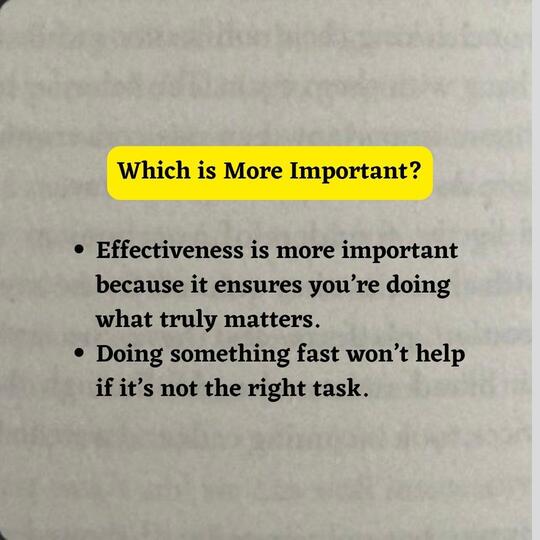 Which is More Important?
• Effectiveness is more important
because it ensures you’re doing
what truly matters.
• Doing something fast won’t help
if it’s not the right task.